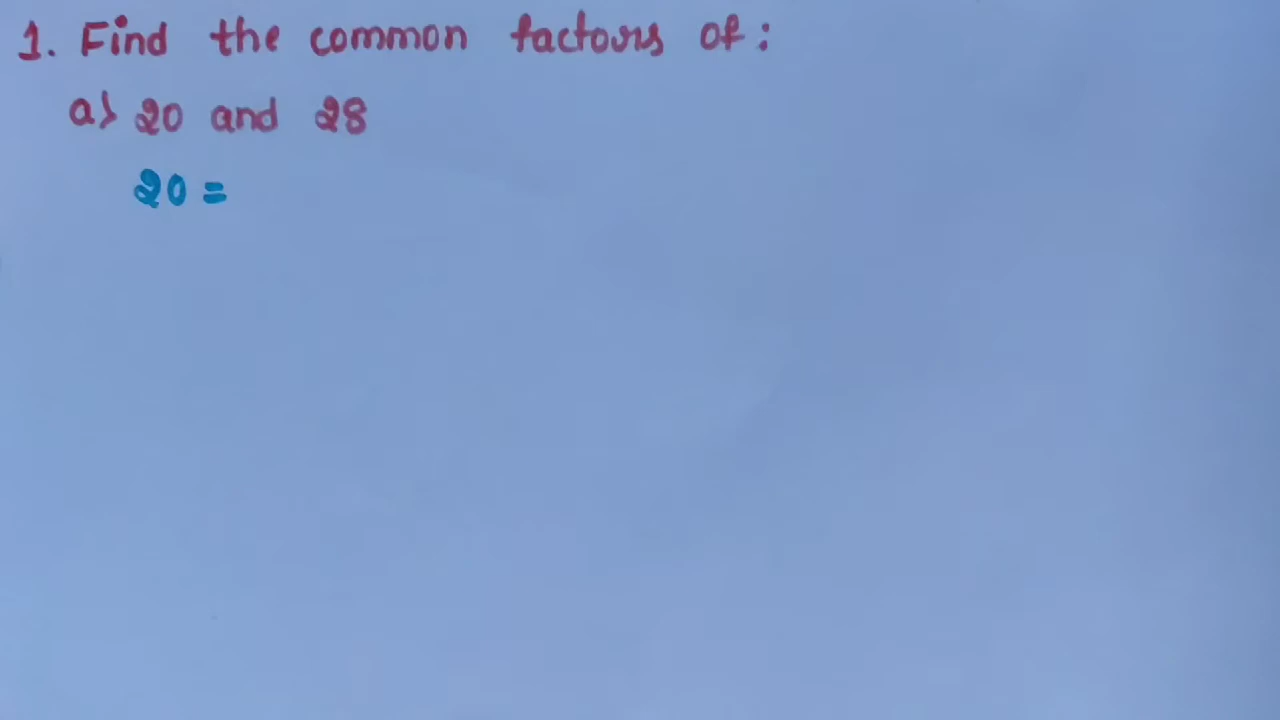 1. Find the common factors of:
a) 20 and 28
20 =